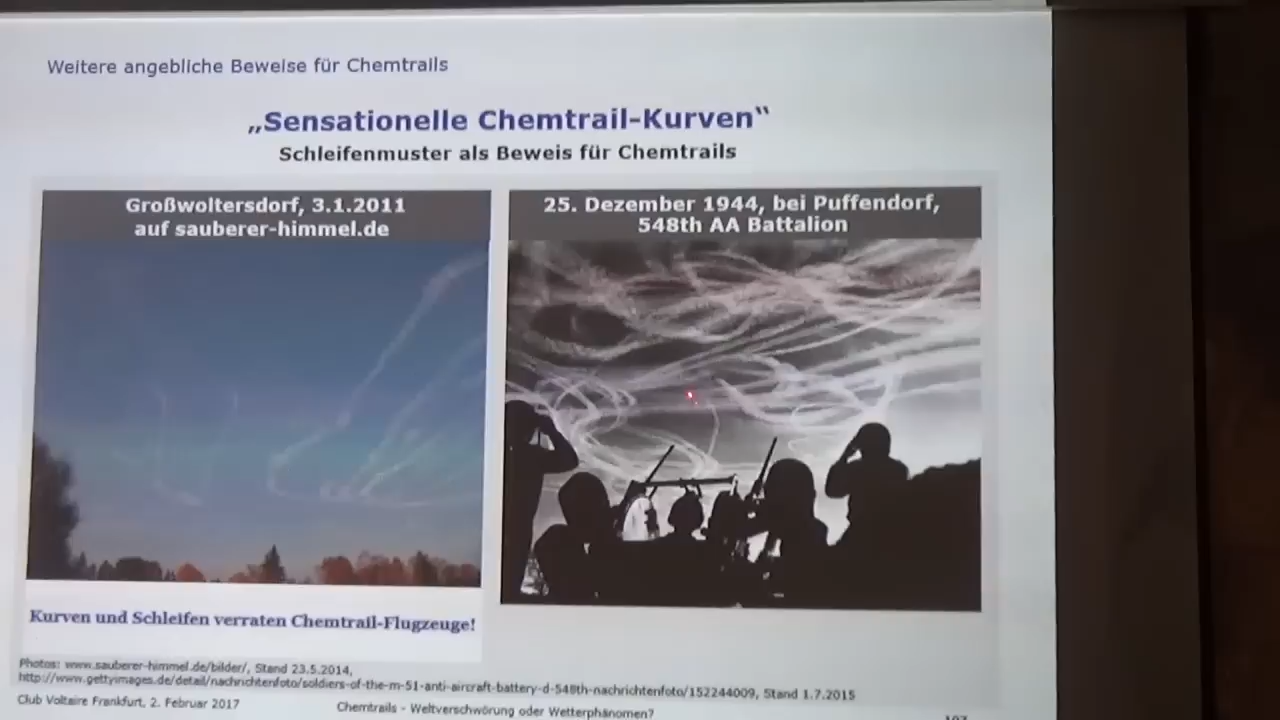 Weitere angebliche Beweise für Chemtrails
„Sensationelle Chemtrail-Kurven“
Schleifenmuster als Beweis für Chemtrails
Großwoltersdorf, 3.1.2011
auf sauberer-himmel.de
25. Dezember 1944, bei Puffendorf,
548th AA Battalion
Kurven und Schleifen verraten Chemtrail-Flugzeuge!
Photos: www.sauberer-himmel.de/bilder/, Stand 23.5.2014,
http://www.gettyimages.de/detail/nachrichtenfoto/soldiers-of-the-m-51-anti-aircraft-battery-d-548th-nachrichtenfoto/152244009, Stand 1.7.2015
Club Voltaire Frankfurt, 2. Februar 2017
Chemtrails - Weltverschwörung oder Wetterphänomen?